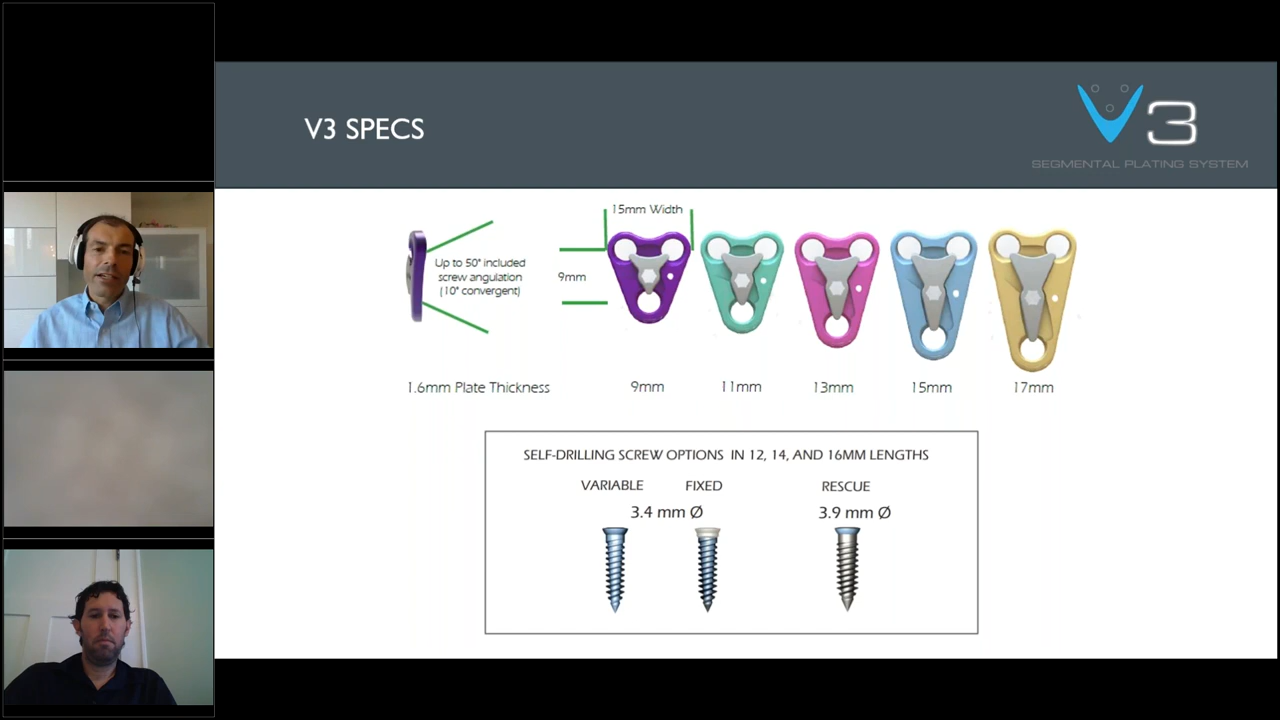 V3 SPECS
V3
SEGMENTAL PLATING SYSTEM
15mm Width
Up to 50° included
screw angulation
(10° convergent)
9mm
1.6mm Plate Thickness
9mm
11mm
13mm
15mm
17mm
SELF-DRILLING SCREW OPTIONS IN 12, 14, AND 16MM LENGTHS
VARIABLE
FIXED
RESCUE
3.4 mm Ø
3.9 mm Ø